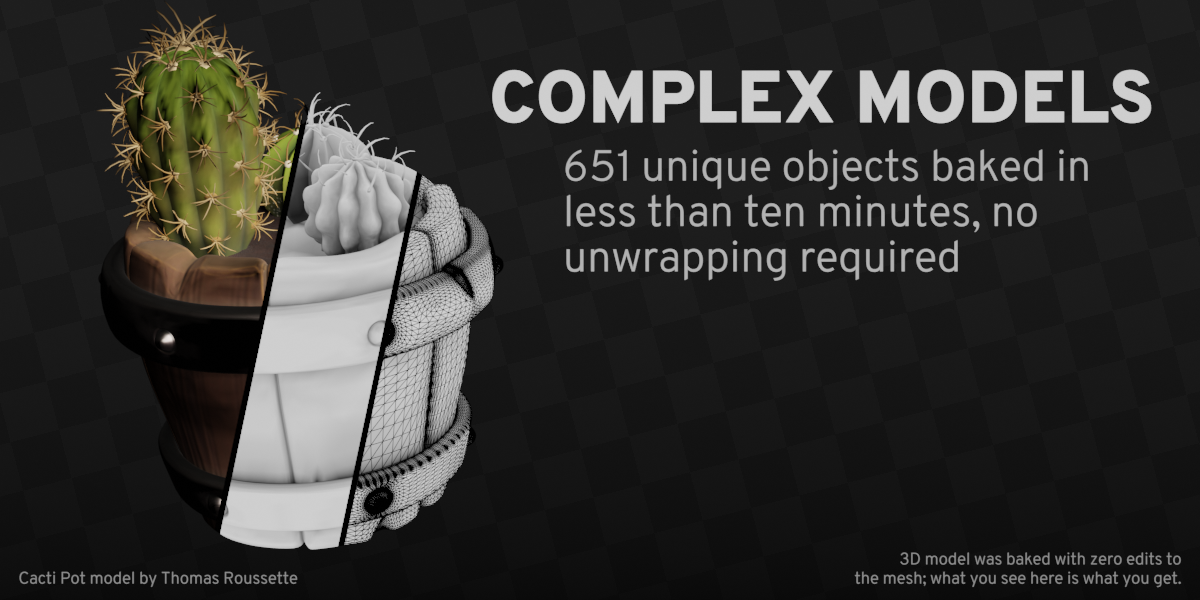 COMPLEX MODELS
651 unique objects baked in
less than ten minutes, no
unwrapping required
Cacti Pot model by Thomas Roussette
3D model was baked with zero edits to
the mesh; what you see here is what you get.